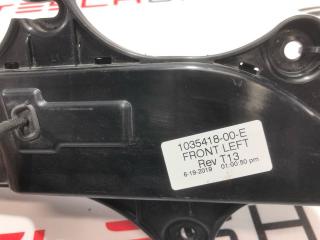 1035418-00-E
FRONT LEFT
Rev T13
6-19-2019 01:00:50 pm